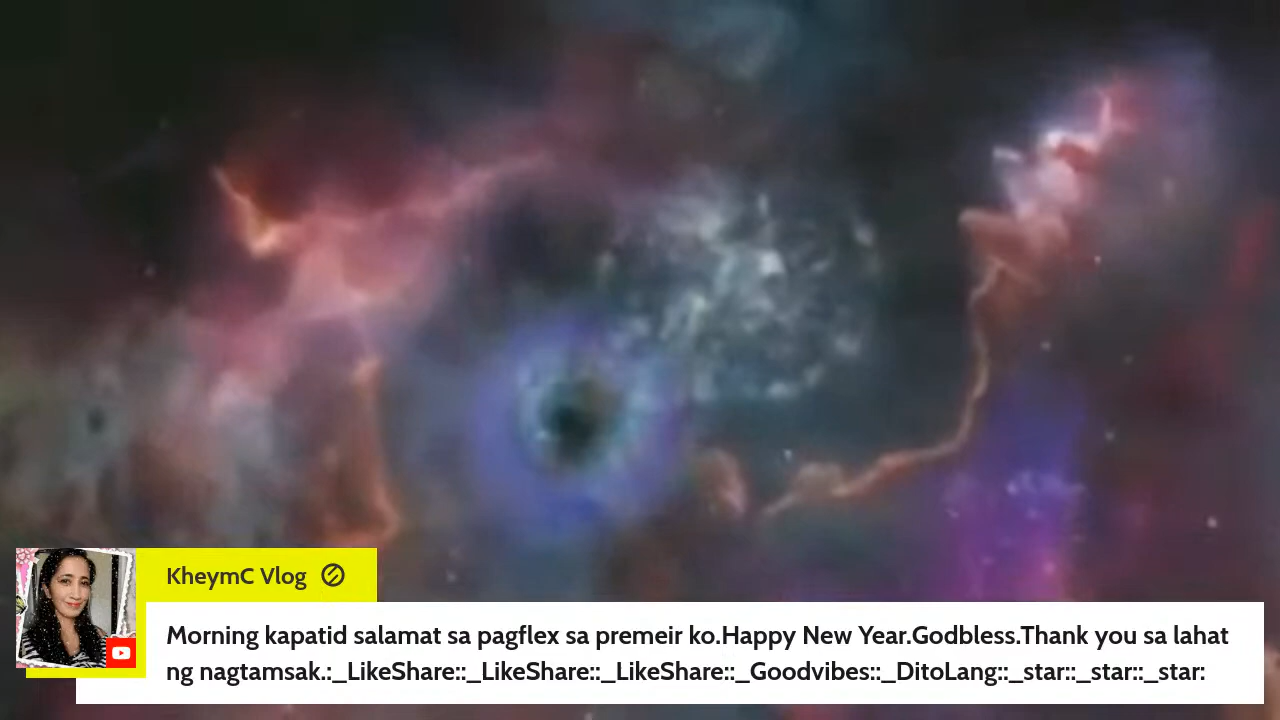 KheymC Vlog
Morning kapatid salamat sa pagflex sa premeir ko.Happy New Year.Godbless.Thank you sa lahat
ng nagtamsak.:_LikeShare::_LikeShare::_LikeShare::_Goodvibes::_DitoLang::_star::_star::_star: